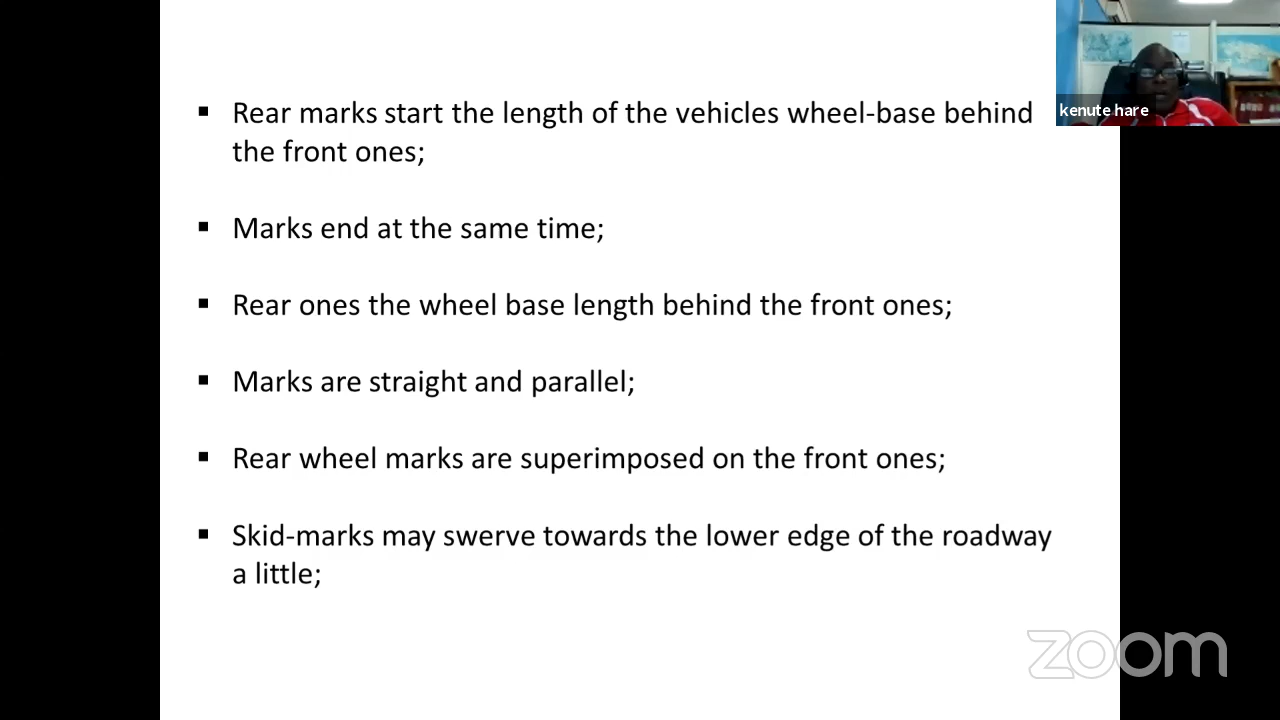 ▪ Rear marks start the length of the vehicles wheel-base behind
the front ones;
▪ Marks end at the same time;
▪ Rear ones the wheel base length behind the front ones;
▪ Marks are straight and parallel;
▪ Rear wheel marks are superimposed on the front ones;
▪ Skid-marks may swerve towards the lower edge of the roadway
a little;
kenute hare
zoom